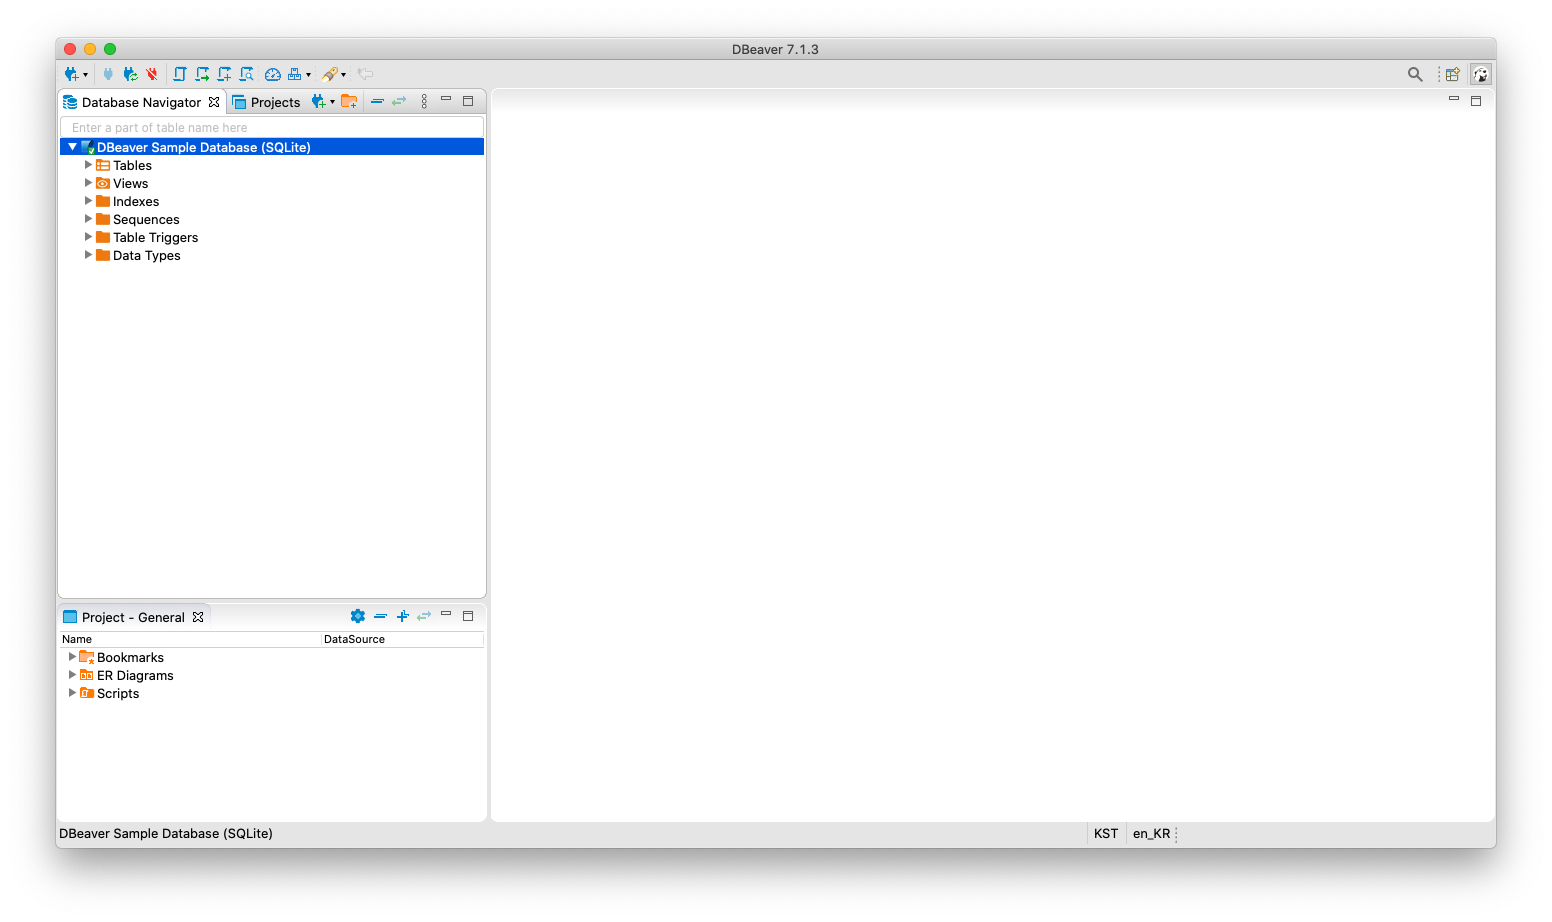 DBeaver 7.1.3
Database Navigator
Projects
Enter a part of table name here
DBeaver Sample Database (SQLite)
Tables
Views
Indexes
Sequences
Table Triggers
Data Types
Project - General
Name
DataSource
Bookmarks
ER Diagrams
Scripts
DBeaver Sample Database (SQLite)
KST
en_KR